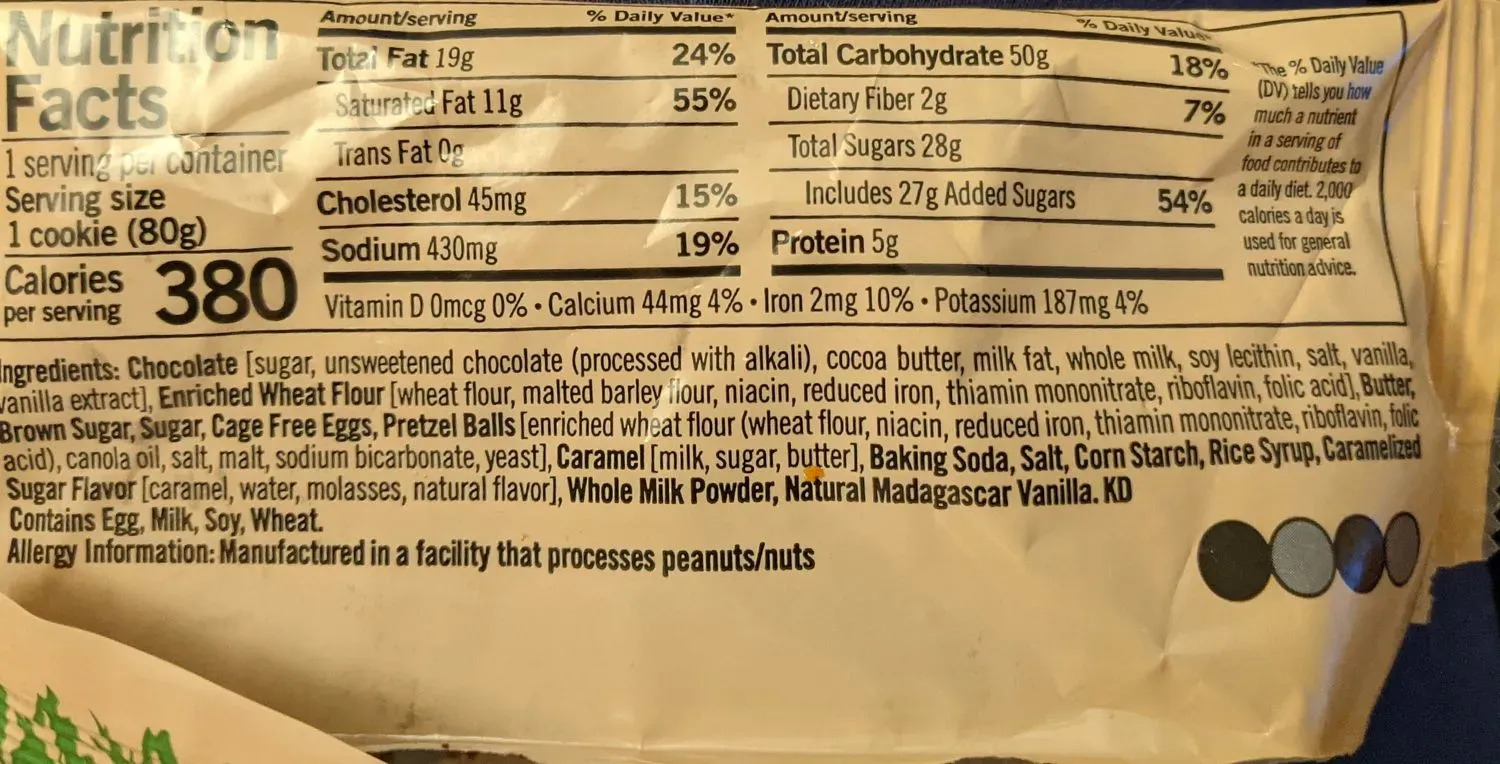 Nutrition
Facts
1 serving per container
Serving size
1 cookie (80g)
Calories
per serving
380
Amount/serving % Daily Value*
Total Fat 19g 24%
Saturated Fat 11g 55%
Trans Fat 0g
Cholesterol 45mg 15%
Sodium 430mg 19%
Amount/serving % Daily Value*
Total Carbohydrate 50g 18%
Dietary Fiber 2g 7%
Total Sugars 28g
Includes 27g Added Sugars 54%
Protein 5g
Vitamin D 0mcg 0% • Calcium 44mg 4% • Iron 2mg 10% • Potassium 187mg 4%
*The % Daily Value
(DV) tells you how
much a nutrient
in a serving of
food contributes to
a daily diet. 2,000
calories a day is
used for general
nutrition advice.
Ingredients: Chocolate [sugar, unsweetened chocolate (processed with alkali), cocoa butter, milk fat, whole milk, soy lecithin, salt, vanilla,
vanilla extract], Enriched Wheat Flour [wheat flour, malted barley flour, niacin, reduced iron, thiamin mononitrate, riboflavin, folic acid], Butter,
Brown Sugar, Sugar, Cage Free Eggs, Pretzel Balls [enriched wheat flour (wheat flour, niacin, reduced iron, thiamin mononitrate, riboflavin, folic
acid), canola oil, salt, malt, sodium bicarbonate, yeast], Caramel [milk, sugar, butter], Baking Soda, Salt, Corn Starch, Rice Syrup, Caramelized
Sugar Flavor [caramel, water, molasses, natural flavor], Whole Milk Powder, Natural Madagascar Vanilla. KD
Contains Egg, Milk, Soy, Wheat.
Allergy Information: Manufactured in a facility that processes peanuts/nuts